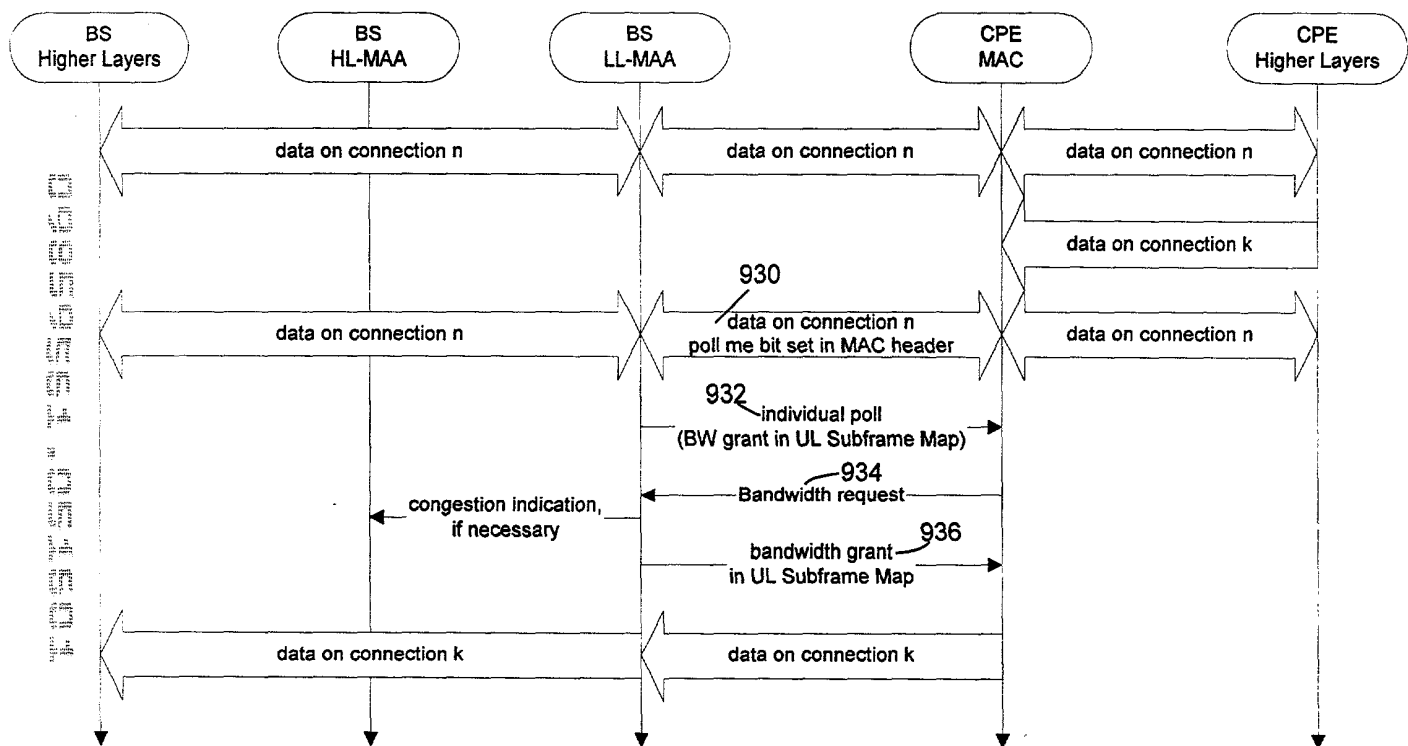 BS
Higher Layers
BS
HL-MAA
BS
LL-MAA
CPE
MAC
CPE
Higher Layers
data on connection n
data on connection n
data on connection n
data on connection k
930
data on connection n
data on connection n
poll me bit set in MAC header
data on connection n
932
individual poll
(BW grant in UL Subframe Map)
934
Bandwidth request
congestion indication,
if necessary
936
bandwidth grant
in UL Subframe Map
data on connection k
data on connection k